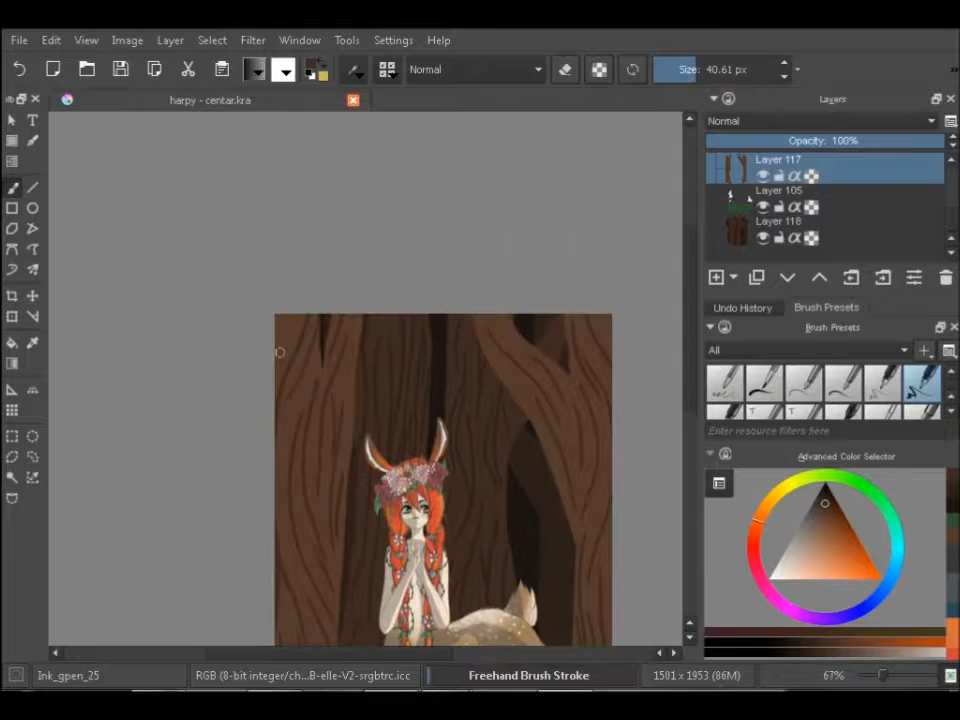 File Edit View Image Layer Select Filter Window Tools Settings Help
Normal
Size: 40.61 px
harpy - centar.kra
Layers
Normal
Opacity: 100%
Layer 117
Layer 105
Layer 118
Undo History
Brush Presets
Brush Presets
All
Enter resource filters here
Advanced Color Selector
Ink_gpen_25
RGB (8-bit integer/ch...B-elle-V2-srgbtrc.icc
Freehand Brush Stroke
1501 x 1953 (86M)
67%